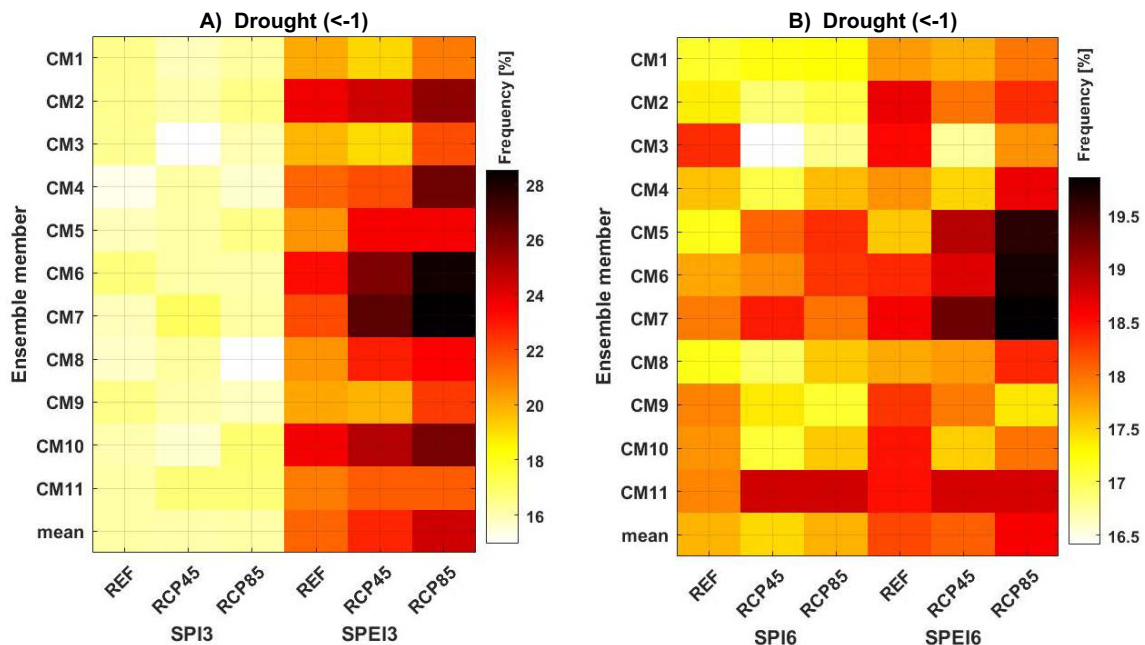 A) Drought (<-1)
Ensemble member
CM1
CM2
CM3
CM4
CM5
CM6
CM7
CM8
CM9
CM10
CM11
mean
REF
RCP45
RCP85
REF
RCP45
RCP85
SPI3
SPEI3
Frequency [%]
28
26
24
22
20
18
16
B) Drought (<-1)
Ensemble member
CM1
CM2
CM3
CM4
CM5
CM6
CM7
CM8
CM9
CM10
CM11
mean
REF
RCP45
RCP85
REF
RCP45
RCP85
SPI6
SPEI6
Frequency [%]
19.5
19
18.5
18
17.5
17
16.5